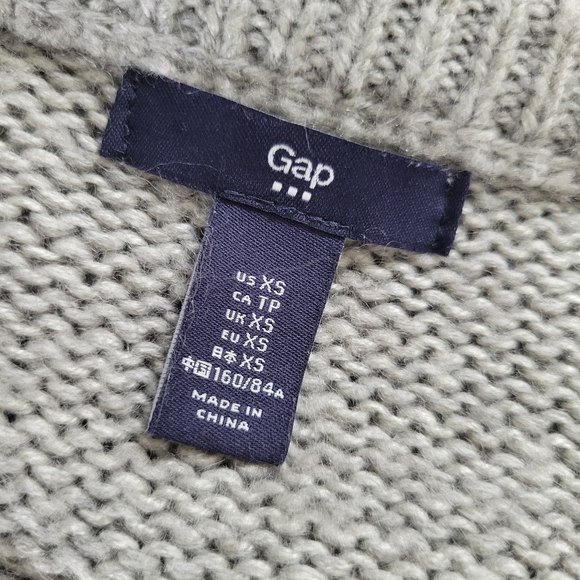 Gap
US XS
CA TP
UK XS
EU XS
日本 XS
中国 160/84A
MADE IN
CHINA